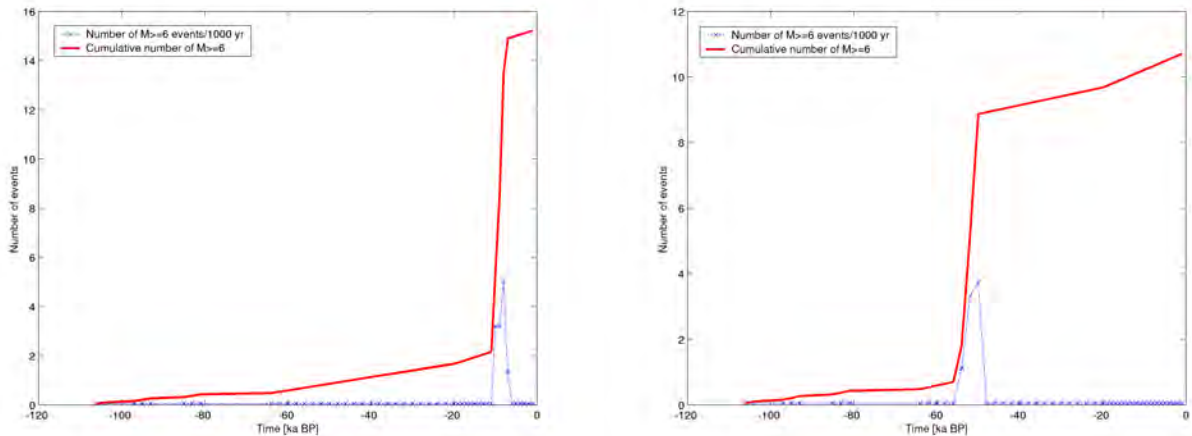 16
14
12
10
8
6
4
2
0
Number of events
Number of M>=6 events/1000 yr
Cumulative number of M>=6
-120 -100 -80 -60 -40 -20 0
Time [ka BP]
12
10
8
6
4
2
0
Number of events
Number of M>=6 events/1000 yr
Cumulative number of M>=6
-120 -100 -80 -60 -40 -20 0
Time [ka BP]